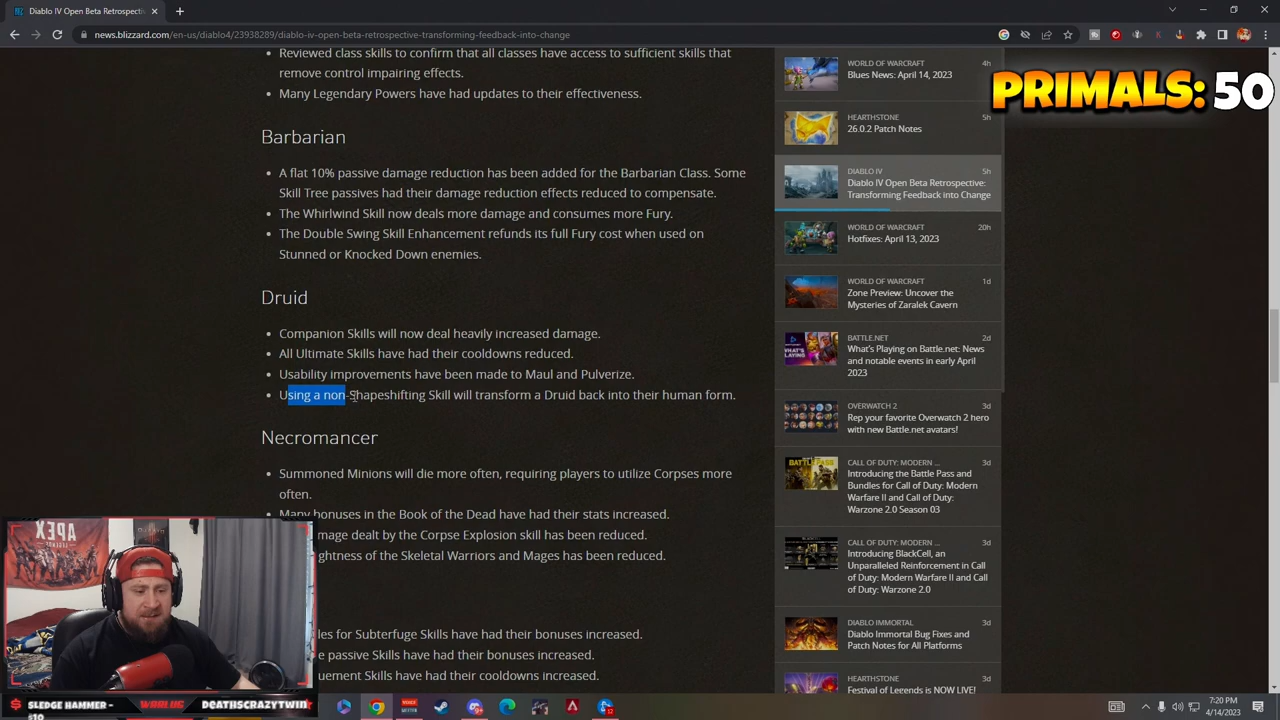 Diablo IV Open Beta Retrospecti
news.blizzard.com/en-us/diablo4/23938289/diablo-iv-open-beta-retrospective-transforming-feedback-into-change
PRIMALS: 50
Reviewed class skills to confirm that all classes have access to sufficient skills that
remove control impairing effects.
Many Legendary Powers have had updates to their effectiveness.
Barbarian
A flat 10% passive damage reduction has been added for the Barbarian Class. Some
Skill Tree passives had their damage reduction effects reduced to compensate.
The Whirlwind Skill now deals more damage and consumes more Fury.
The Double Swing Skill Enhancement refunds its full Fury cost when used on
Stunned or Knocked Down enemies.
Druid
Companion Skills will now deal heavily increased damage.
All Ultimate Skills have had their cooldowns reduced.
Usability improvements have been made to Maul and Pulverize.
Using a non-Shapeshifting Skill will transform a Druid back into their human form.
Necromancer
Summoned Minions will die more often, requiring players to utilize Corpses more
often.
Many bonuses in the Book of the Dead have had their stats increased.
mage dealt by the Corpse Explosion skill has been reduced.
ghtness of the Skeletal Warriors and Mages has been reduced.
les for Subterfuge Skills have had their bonuses increased.
e passive Skills have had their bonuses increased.
uement Skills have had their cooldowns increased.
WORLD OF WARCRAFT 4h
Blues News: April 14, 2023
HEARTHSTONE 5h
26.0.2 Patch Notes
DIABLO IV 5h
Diablo IV Open Beta Retrospective:
Transforming Feedback into Change
WORLD OF WARCRAFT 20h
Hotfixes: April 13, 2023
WORLD OF WARCRAFT 1d
Zone Preview: Uncover the
Mysteries of Zaralek Cavern
BATTLE.NET 2d
What's Playing on Battle.net: News
and notable events in early April
2023
OVERWATCH 2 3d
Rep your favorite Overwatch 2 hero
with new Battle.net avatars!
CALL OF DUTY: MODERN ... 3d
Introducing the Battle Pass and
Bundles for Call of Duty: Modern
Warfare II and Call of Duty:
Warzone 2.0 Season 03
CALL OF DUTY: MODERN ... 3d
Introducing BlackCell, an
Unparalleled Reinforcement in Call
of Duty: Modern Warfare II and Call
of Duty: Warzone 2.0
DIABLO IMMORTAL 3d
Diablo Immortal Bug Fixes and
Patch Notes for All Platforms
HEARTHSTONE 3d
Festival of Legends is NOW LIVE!
APEX
SLEDGE HAMMER -
$10
WARLUG
DEATHSCRAZYTWIN
7:20 PM
4/14/2023